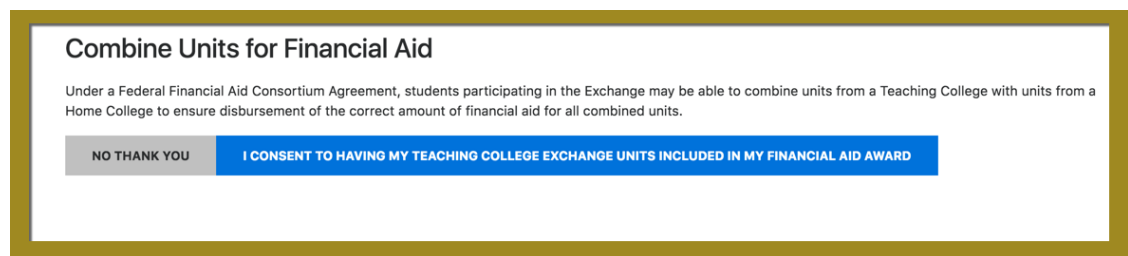 Combine Units for Financial Aid
Under a Federal Financial Aid Consortium Agreement, students participating in the Exchange may be able to combine units from a Teaching College with units from a
Home College to ensure disbursement of the correct amount of financial aid for all combined units.
NO THANK YOU
I CONSENT TO HAVING MY TEACHING COLLEGE EXCHANGE UNITS INCLUDED IN MY FINANCIAL AID AWARD